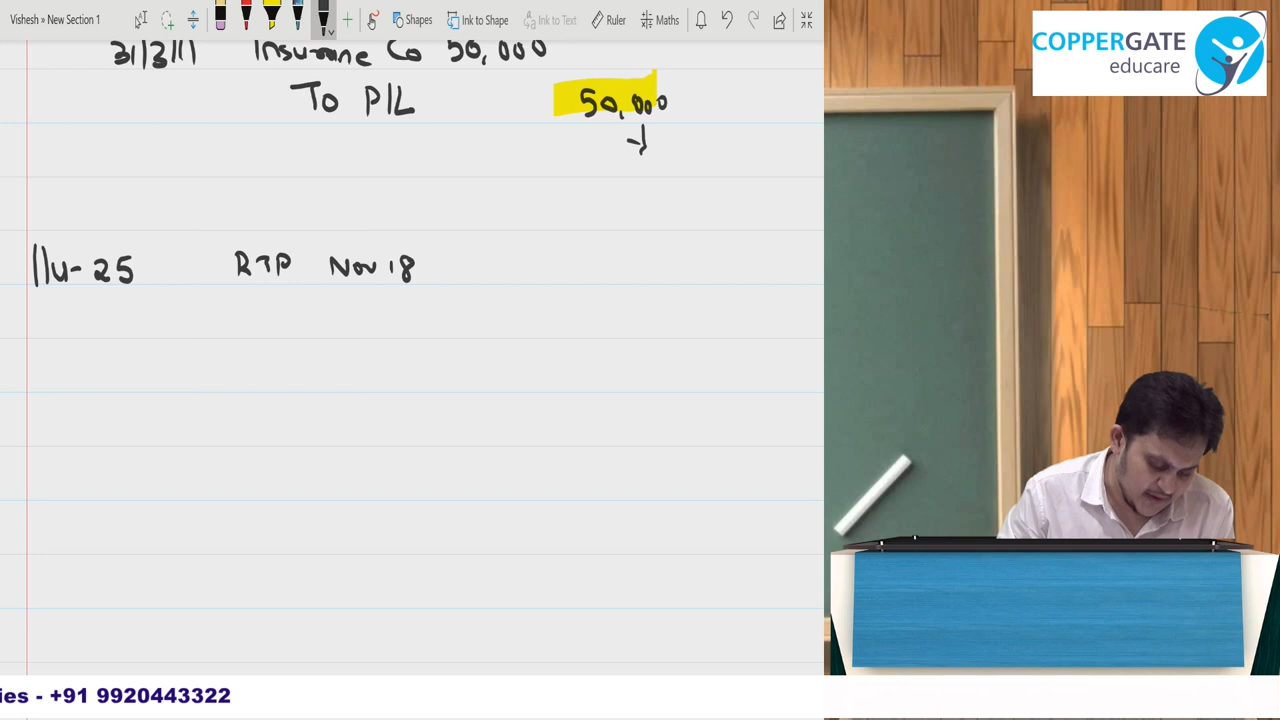 Vishesh » New Section 1
Shapes
Ink to Shape
Ink to Text
Ruler
Maths
31/3/11 Insurance Co 50,000
To P/L 50,000
Illu-25 RTP Nov 18
COPPERGATE
educare
ies - +91 9920443322